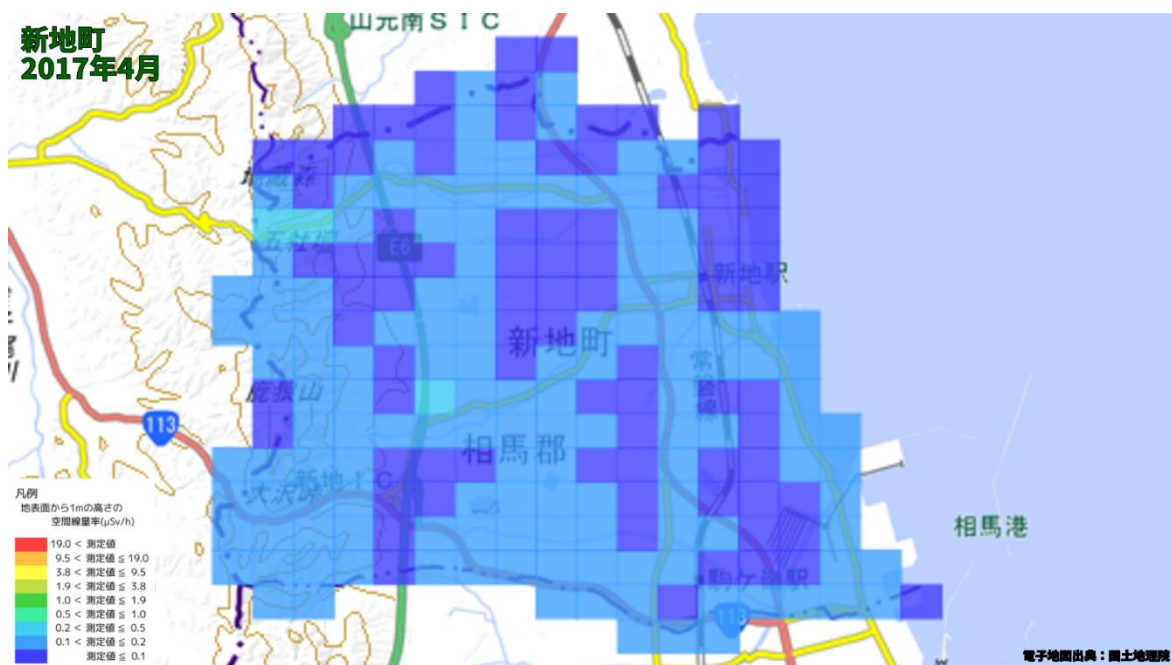 新地町
2017年4月
山元南SIC
地蔵森
五社壇
E6
新地駅
新地町
常磐線
鹿狼山
113
相馬郡
新地IC
大沢峠
相馬港
駒ケ嶺駅
113
凡例
地表面から1mの高さの
空間線量率(μSv/h)
19.0 < 測定値
9.5 < 測定値 ≦ 19.0
3.8 < 測定値 ≦ 9.5
1.9 < 測定値 ≦ 3.8
1.0 < 測定値 ≦ 1.9
0.5 < 測定値 ≦ 1.0
0.2 < 測定値 ≦ 0.5
0.1 < 測定値 ≦ 0.2
測定値 ≦ 0.1
電子地図出典：国土地理院